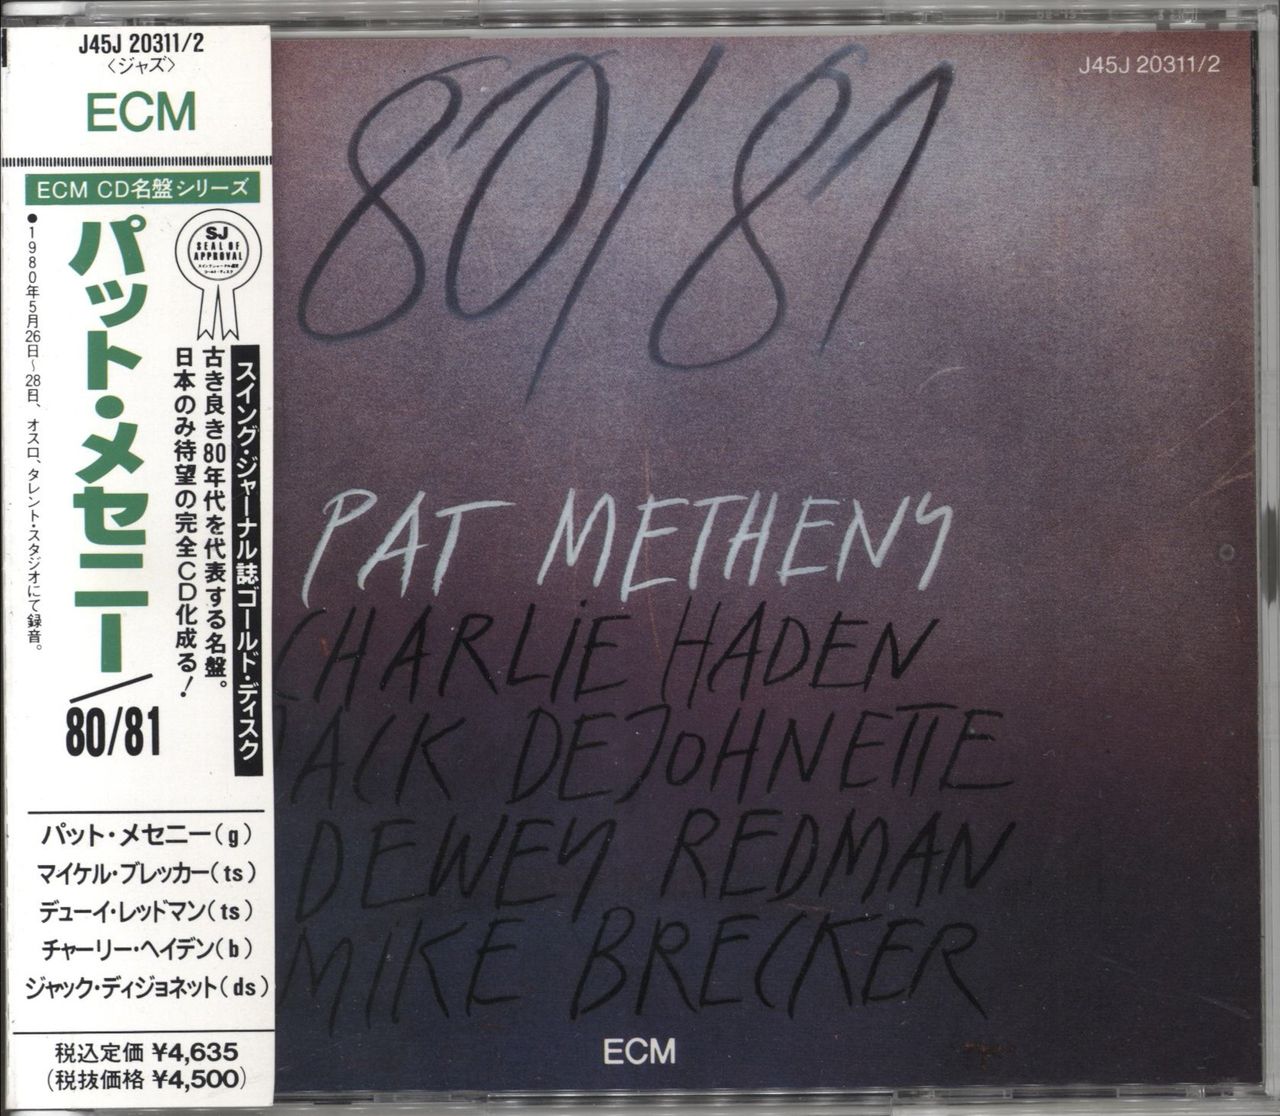 J45J 20311/2
〈ジャズ〉
ECM
ECM CD名盤シリーズ
SJ
SEAL OF
APPROVAL
スイング・ジャーナル誌ゴールド・ディスク
古き良き80年代を代表する名盤。
日本のみ待望の完全CD化成る!
パット・メセニー
80/81
●1980年5月26日~28日、オスロ、タレント・スタジオにて録音。
パット・メセニー(g)
マイケル・ブレッカー(ts)
デューイ・レッドマン(ts)
チャーリー・ヘイデン(b)
ジャック・ディジョネット(ds)
税込定価 ¥4,635
(税抜価格 ¥4,500)
J45J 20311/2
80/81
PAT METHENY
CHARLIE HADEN
JACK DEJOHNETTE
DEWEY REDMAN
MIKE BRECKER
ECM